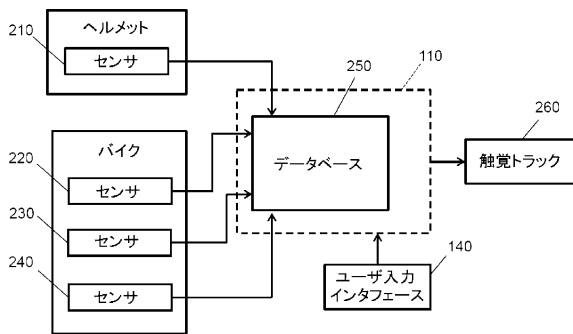 ヘルメット
210
センサ
250
110
260
バイク
データベース
触覚トラック
220
センサ
230
センサ
140
240
センサ
ユーザ入力
インタフェース